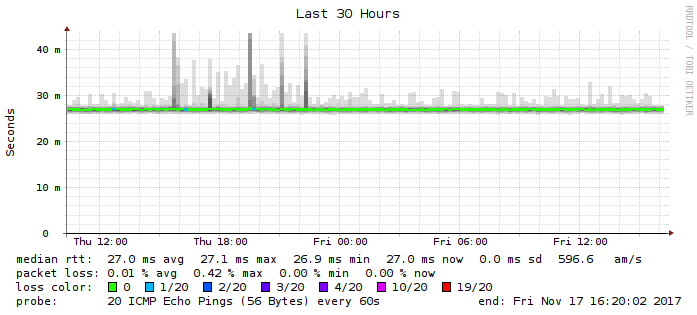 Last 30 Hours
RRDTOOL / TOBI OETIKER
Seconds
40 m
30 m
20 m
10 m
0
Thu 12:00 Thu 18:00 Fri 00:00 Fri 06:00 Fri 12:00
median rtt: 27.0 ms avg 27.1 ms max 26.9 ms min 27.0 ms now 0.0 ms sd 596.6 am/s
packet loss: 0.01 % avg 0.42 % max 0.00 % min 0.00 % now
loss color: 0 1/20 2/20 3/20 4/20 10/20 19/20
probe: 20 ICMP Echo Pings (56 Bytes) every 60s end: Fri Nov 17 16:20:02 2017